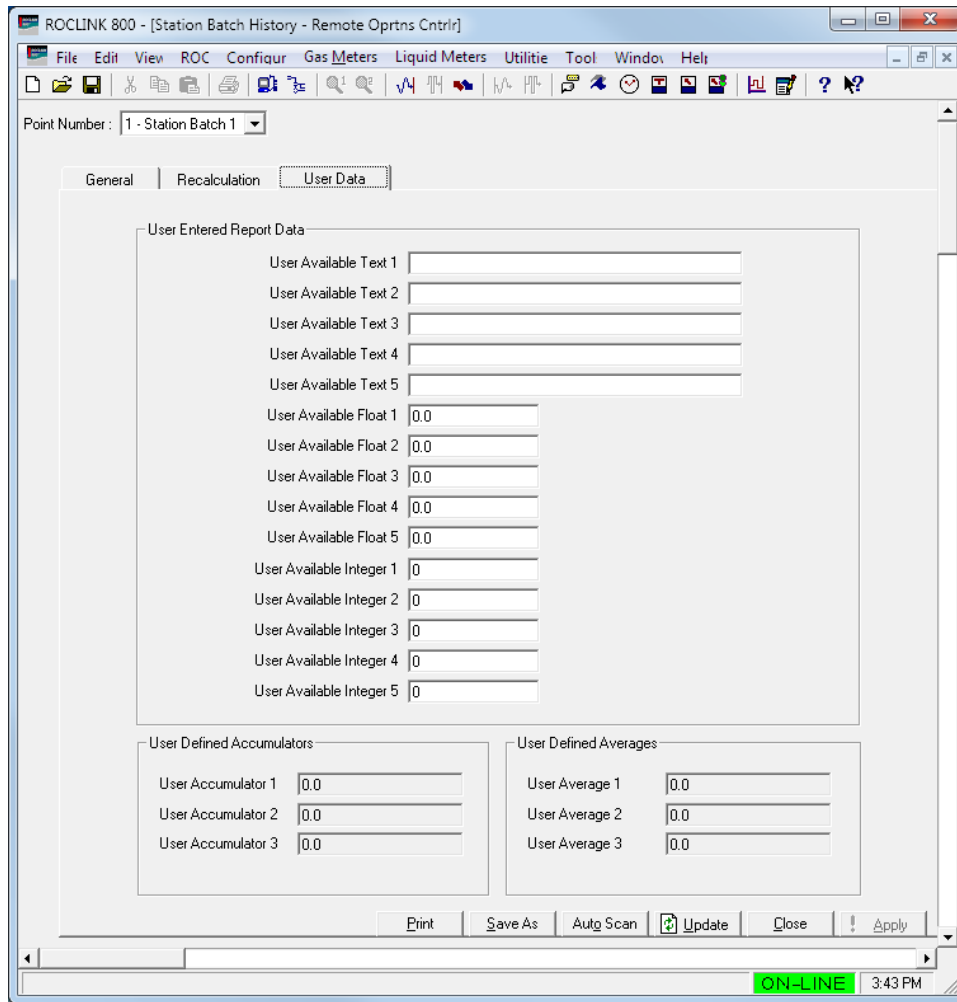 ROCLINK 800 - [Station Batch History - Remote Oprtns Cntrlr]
File Edit View ROC Configur Gas Meters Liquid Meters Utilitie Tool Window Help
Point Number : 1 - Station Batch 1
General Recalculation User Data
User Entered Report Data
User Available Text 1
User Available Text 2
User Available Text 3
User Available Text 4
User Available Text 5
User Available Float 1 0.0
User Available Float 2 0.0
User Available Float 3 0.0
User Available Float 4 0.0
User Available Float 5 0.0
User Available Integer 1 0
User Available Integer 2 0
User Available Integer 3 0
User Available Integer 4 0
User Available Integer 5 0
User Defined Accumulators User Defined Averages
User Accumulator 1 0.0 User Average 1 0.0
User Accumulator 2 0.0 User Average 2 0.0
User Accumulator 3 0.0 User Average 3 0.0
Print Save As Auto Scan Update Close ! Apply
ON-LINE 3:43 PM